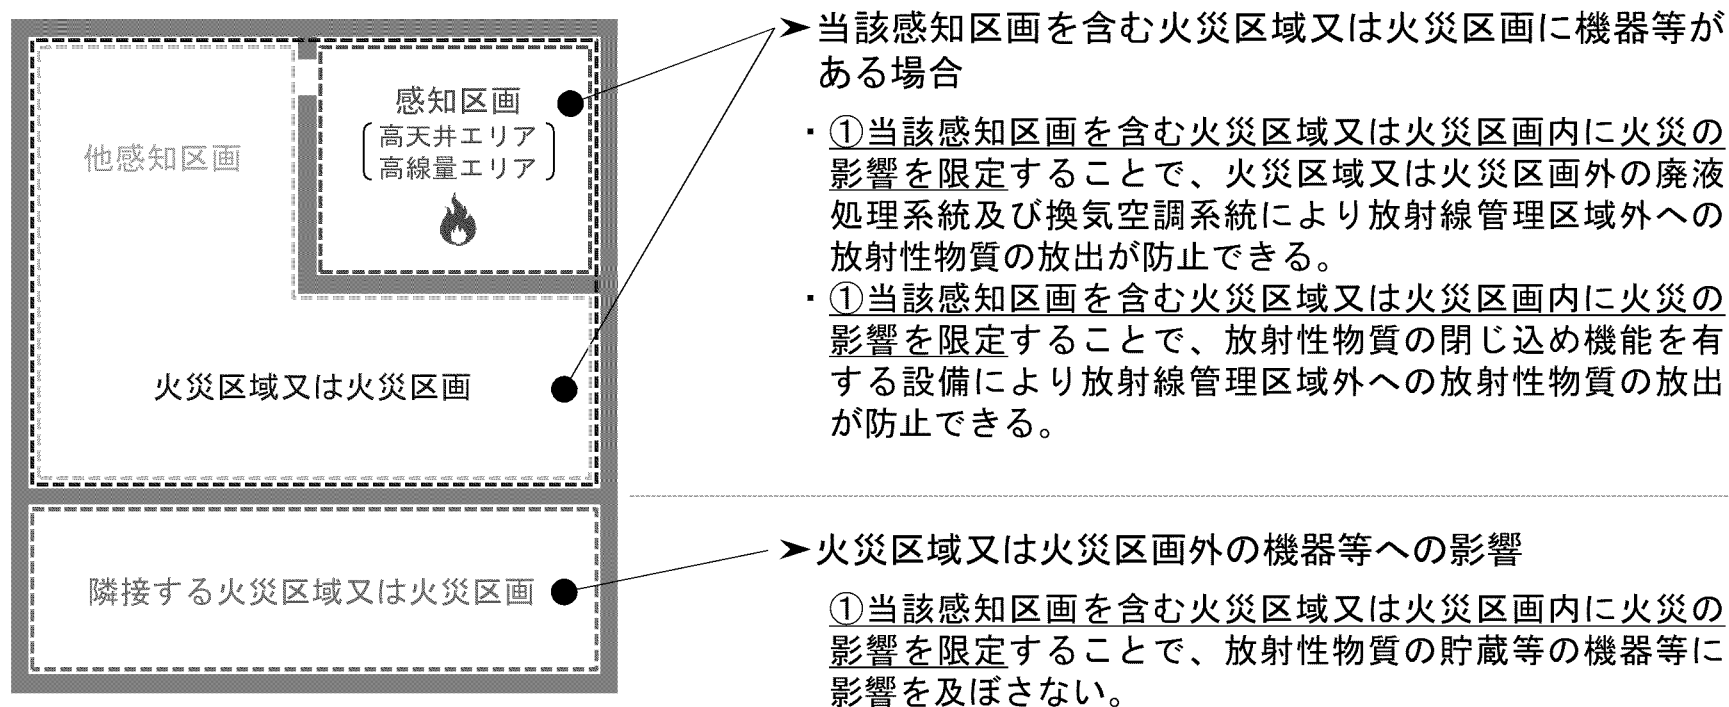 他感知区画
感知区画
高天井エリア
高線量エリア
火災区域又は火災区画
隣接する火災区域又は火災区画
➤当該感知区画を含む火災区域又は火災区画に機器等が
ある場合
・①当該感知区画を含む火災区域又は火災区画内に火災の
影響を限定することで、火災区域又は火災区画外の廃液
処理系統及び換気空調系統により放射線管理区域外への
放射性物質の放出が防止できる。
・①当該感知区画を含む火災区域又は火災区画内に火災の
影響を限定することで、放射性物質の閉じ込め機能を有
する設備により放射線管理区域外への放射性物質の放出
が防止できる。
➤火災区域又は火災区画外の機器等への影響
①当該感知区画を含む火災区域又は火災区画内に火災の
影響を限定することで、放射性物質の貯蔵等の機器等に
影響を及ぼさない。